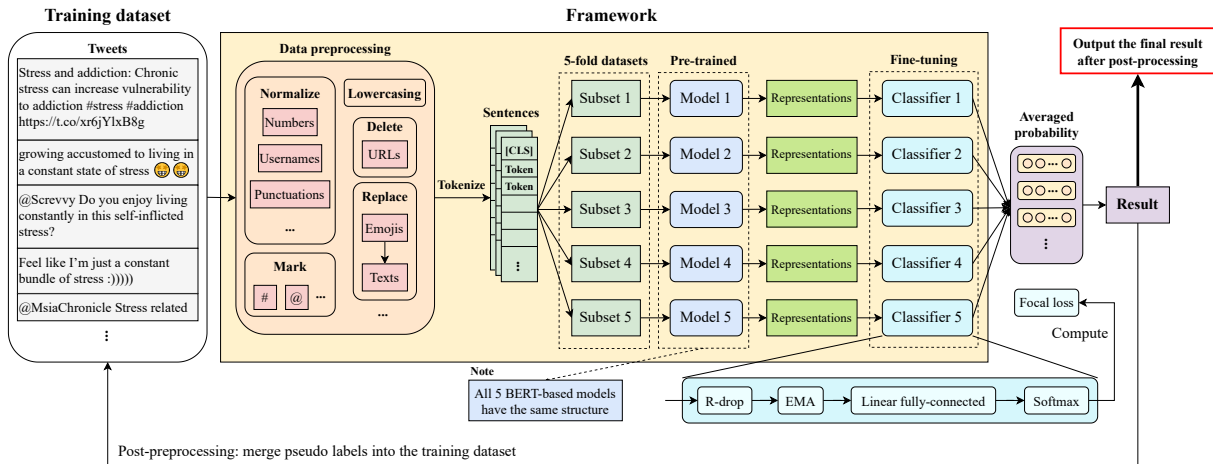 Training dataset
Framework
Tweets
Stress and addiction: Chronic
stress can increase vulnerability
to addiction #stress #addiction
https://t.co/xr6jYlxB8g
growing accustomed to living in
a constant state of stress 🤑 🤑
@Screvvy Do you enjoy living
constantly in this self-inflicted
stress?
Feel like I'm just a constant
bundle of stress :)))))
@MsiaChronicle Stress related
⋮
Data preprocessing
Normalize
Numbers
Usernames
Punctuations
...
Mark
#
@
...
Lowercasing
Delete
URLs
Replace
Emojis
Texts
...
Tokenize
Sentences
[CLS]
Token
Token
⋮
5-fold datasets
Subset 1
Subset 2
Subset 3
Subset 4
Subset 5
Pre-trained
Model 1
Model 2
Model 3
Model 4
Model 5
Representations
Representations
Representations
Representations
Representations
Fine-tuning
Classifier 1
Classifier 2
Classifier 3
Classifier 4
Classifier 5
Averaged
probability
...
...
...
⋮
Result
Output the final result
after post-processing
Focal loss
Compute
Note
All 5 BERT-based models
have the same structure
R-drop
EMA
Linear fully-connected
Softmax
Post-preprocessing: merge pseudo labels into the training dataset